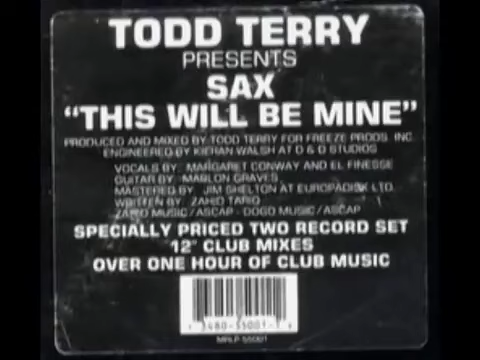 TODD TERRY
PRESENTS
SAX
"THIS WILL BE MINE"
PRODUCED AND MIXED BY TODD TERRY FOR FREEZE PRODS. INC.
ENGINEERED BY KIERAN WALSH AT D & D STUDIOS
VOCALS BY: MARGARET CONWAY AND EL FINESSE
GUITAR BY: MARLON GRAVES
MASTERED BY: JIM SHELTON AT EUROPADISK LTD.
WRITTEN BY: ZAHID TARIQ
MUSIC/ASCAP - DOGO MUSIC/ASCAP
SPECIALLY PRICED TWO RECORD SET
12" CLUB MIXES
OVER ONE HOUR OF CLUB MUSIC